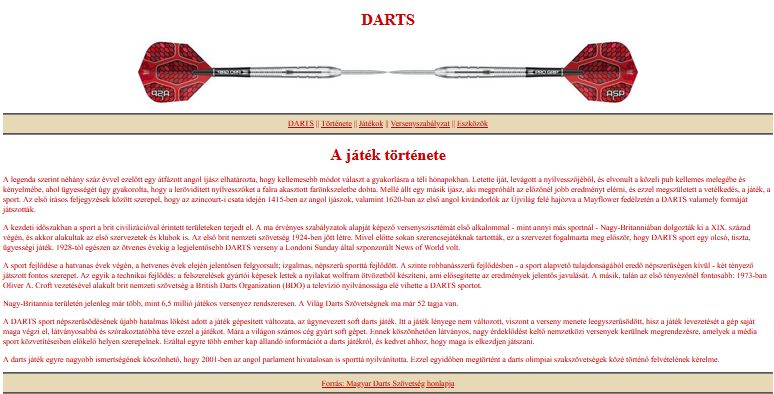 DARTS
PRO GRIP
ASP
DARTS || Története || Játékok || Versenyszabályzat || Eszközök
A játék története
A legenda szerint néhány száz évvel ezelőtt egy átfázott angol íjász elhatározta, hogy kellemesebb módot választ a gyakorlásra a téli hónapokban. Letette íját, levágott a nyílvesszőjéből, és elvonult a közeli pub kellemes melegébe és
kényelmébe, ahol ügyességét úgy gyakorolta, hogy a lerövidített nyílvesszőket a falra akasztott farönkszeletbe dobta. Mellé állt egy másik íjász, aki megpróbált az előzőnél jobb eredményt elérni, és ezzel megszületett a vetélkedés, a játék, a
sport. Az első írásos feljegyzések között szerepel, hogy az azincourt-i csata idején 1415-ben az angol íjászok, valamint 1620-ban az első angol kivándorlók az Újvilág felé hajózva a Mayflower fedélzetén a DARTS valamely formáját
játszották.
A kezdeti időszakban a sport a brit civilizációval érintett területeken terjedt el. A ma érvényes szabályzatok alapját képező versenyszisztémát első alkalommal - mint annyi más sportnál - Nagy-Britanniában dolgozták ki a XIX. század
végén, és akkor alakultak az első szervezetek és klubok is. Az első brit nemzeti szövetség 1924-ben jött létre. Mivel előtte sokan szerencsejátéknak tartották, ez a szervezet fogalmazta meg először, hogy DARTS sport egy olcsó, tiszta,
ügyességi játék. 1928-tól egészen az ötvenes évekig a legjelentősebb DARTS verseny a Londoni Sunday által szponzorált News of World volt.
A sport fejlődése a hatvanas évek végén, a hetvenes évek elején jelentősen felgyorsult; izgalmas, népszerű sporttá fejlődött. A szinte robbanásszerű fejlődésben - a sport alapvető tulajdonságából eredő népszerűségen kívül - két tényező
játszott fontos szerepet. Az egyik a technikai fejlődés: a felszerelések gyártói képesek lettek a nyilakat wolfram ötvözetből készíteni, ami elősegítette az eredmények jelentős javulását. A másik, talán az első tényezőnél fontosabb: 1973-ban
Oliver A. Croft vezetésével alakult brit nemzeti szövetség a British Darts Organization (BDO) a televízió nyilvánossága elé vihette a DARTS sportot.
Nagy-Britannia területén jelenleg már több, mint 6,5 millió játékos versenyez rendszeresen. A Világ Darts Szövetségnek ma már 52 tagja van.
A DARTS sport népszerűsödésének újabb hatalmas lökést adott a játék gépesített változata, az úgynevezett soft darts játék. Itt a játék lényege nem változott, viszont a verseny menete leegyszerűsödött, hisz a játék levezetését a gép saját
maga végzi el, látványosabbá és szórakoztatóbbá téve ezzel a játékot. Mára a világon számos cég gyárt soft gépet. Ennek köszönhetően látványos, nagy érdeklődést keltő nemzetközi versenyek kerülnek megrendezésre, amelyek a média
sport közvetítéseiben előkelő helyen szerepelnek. Ezáltal egyre több ember kap állandó információt a darts játékról, és kedvet ahhoz, hogy maga is elkezdjen játszani.
A darts játék egyre nagyobb ismertségének köszönhető, hogy 2001-ben az angol parlament hivatalosan is sporttá nyilvánította. Ezzel egyidőben megtörtént a darts olimpiai szakszövetségek közé történő felvételének kérelme.
Forrás: Magyar Darts Szövetség honlapja